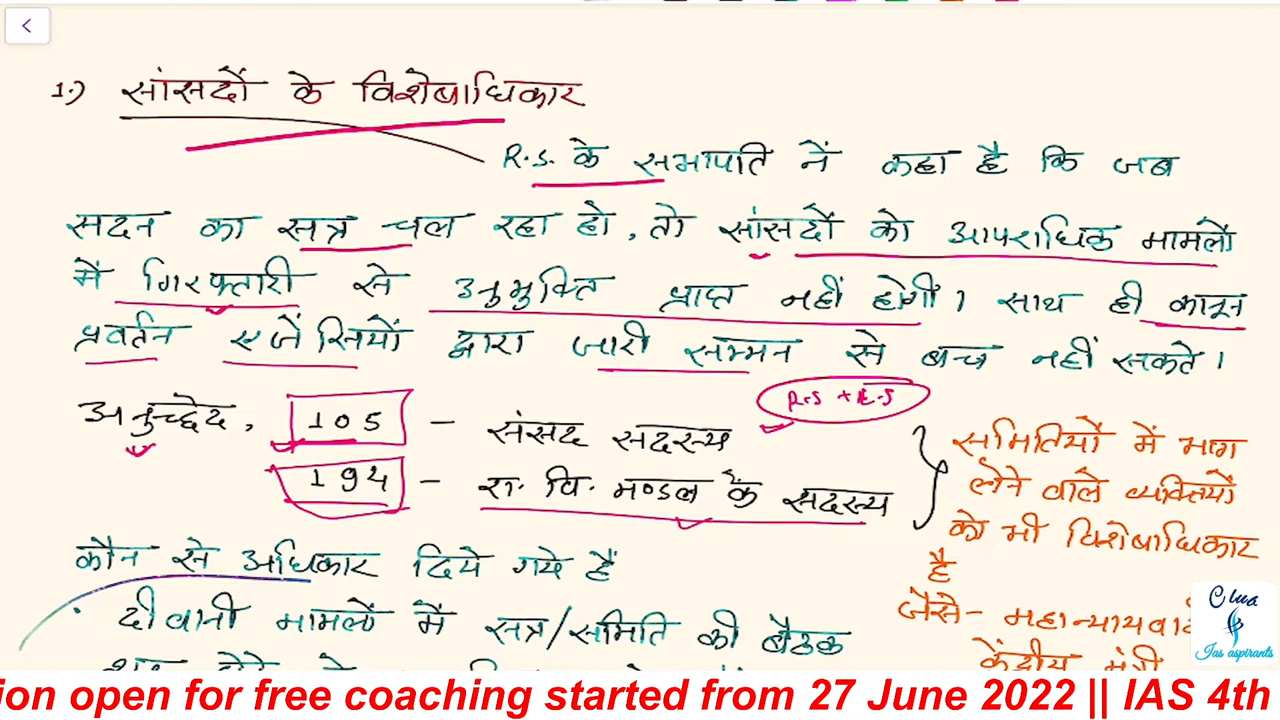 1.) सांसदों के विशेषाधिकार
R.S. के सभापति ने कहा है कि जब
सदन का सत्र चल रहा हो, तो सांसदों को आपराधिक मामलों
में गिरफ्तारी से उन्मुक्ति प्राप्त नहीं होगी। साथ ही कानून
प्रवर्तन एजेंसियों द्वारा जारी सम्मन से बच नहीं सकते।
अनुच्छेद, 105 - संसद सदस्य R.S + L.S
194 - रा. वि. मण्डल के सदस्य
समितियों में भाग
लेने वाले व्यक्तियों
को भी विशेषाधिकार
है
जैसे- महान्यायवादी
केंद्रीय मंत्री
कौन से अधिकार दिये गये हैं
· दीवानी मामलों में सत्र/समिति की बैठक
Clue
Ias aspirants
ion open for free coaching started from 27 June 2022 || IAS 4th